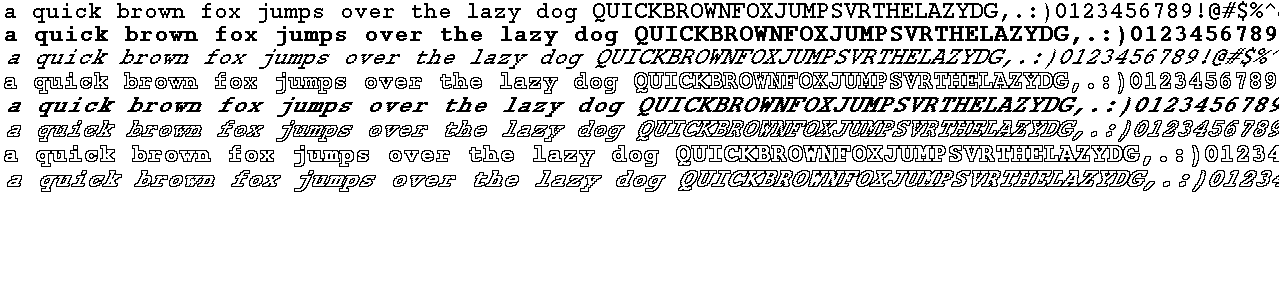 a quick brown fox jumps over the lazy dog QUICKBROWNFOXJUMPSVRTHELAZYDG,.:)0123456789!@#$%^
a quick brown fox jumps over the lazy dog QUICKBROWNFOXJUMPSVRTHELAZYDG,.:)0123456789
a quick brown fox jumps over the lazy dog QUICKBROWNFOXJUMPSVRTHELAZYDG,.:)0123456789!@#$%^
a quick brown fox jumps over the lazy dog QUICKBROWNFOXJUMPSVRTHELAZYDG,.:)0123456789
a quick brown fox jumps over the lazy dog QUICKBROWNFOXJUMPSVRTHELAZYDG,.:)0123456789
a quick brown fox jumps over the lazy dog QUICKBROWNFOXJUMPSVRTHELAZYDG,.:)0123456789
a quick brown fox jumps over the lazy dog QUICKBROWNFOXJUMPSVRTHELAZYDG,.:)01234
a quick brown fox jumps over the lazy dog QUICKBROWNFOXJUMPSVRTHELAZYDG,.:)01234